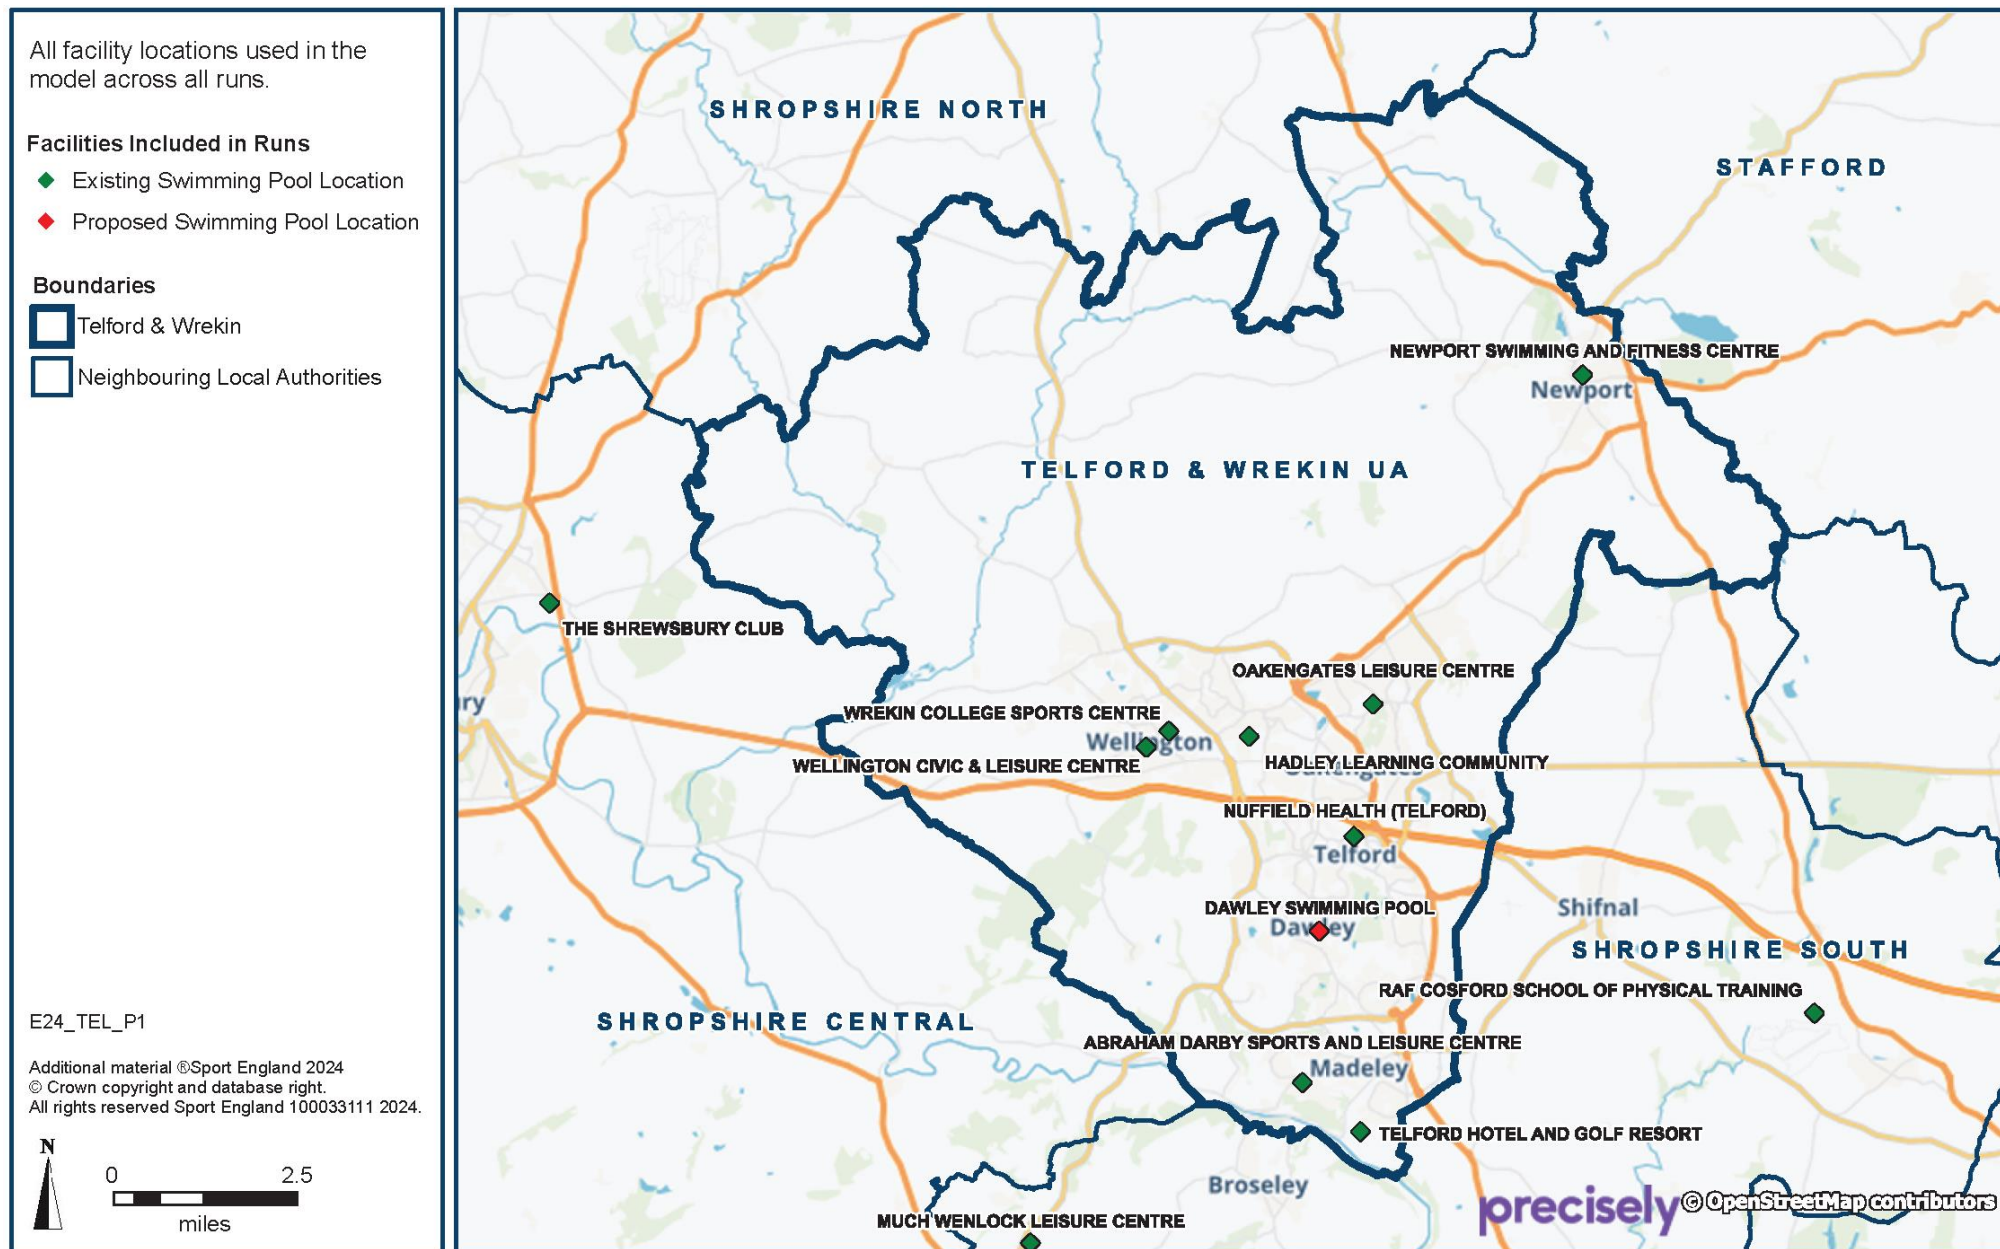 All facility locations used in the
model across all runs.
Facilities Included in Runs
Existing Swimming Pool Location
Proposed Swimming Pool Location
Boundaries
Telford & Wrekin
Neighbouring Local Authorities
E24_TEL_P1
Additional material ®Sport England 2024
© Crown copyright and database right.
All rights reserved Sport England 100033111 2024.
N
0 2.5
miles
SHROPSHIRE NORTH
STAFFORD
NEWPORT SWIMMING AND FITNESS CENTRE
Newport
TELFORD & WREKIN UA
THE SHREWSBURY CLUB
OAKENGATES LEISURE CENTRE
ry
WREKIN COLLEGE SPORTS CENTRE
Wellington
WELLINGTON CIVIC & LEISURE CENTRE
HADLEY LEARNING COMMUNITY
NUFFIELD HEALTH (TELFORD)
Telford
DAWLEY SWIMMING POOL
Dawley
Shifnal
SHROPSHIRE SOUTH
RAF COSFORD SCHOOL OF PHYSICAL TRAINING
SHROPSHIRE CENTRAL
ABRAHAM DARBY SPORTS AND LEISURE CENTRE
Madeley
TELFORD HOTEL AND GOLF RESORT
Broseley
MUCH WENLOCK LEISURE CENTRE
precisely © OpenStreetMap contributors